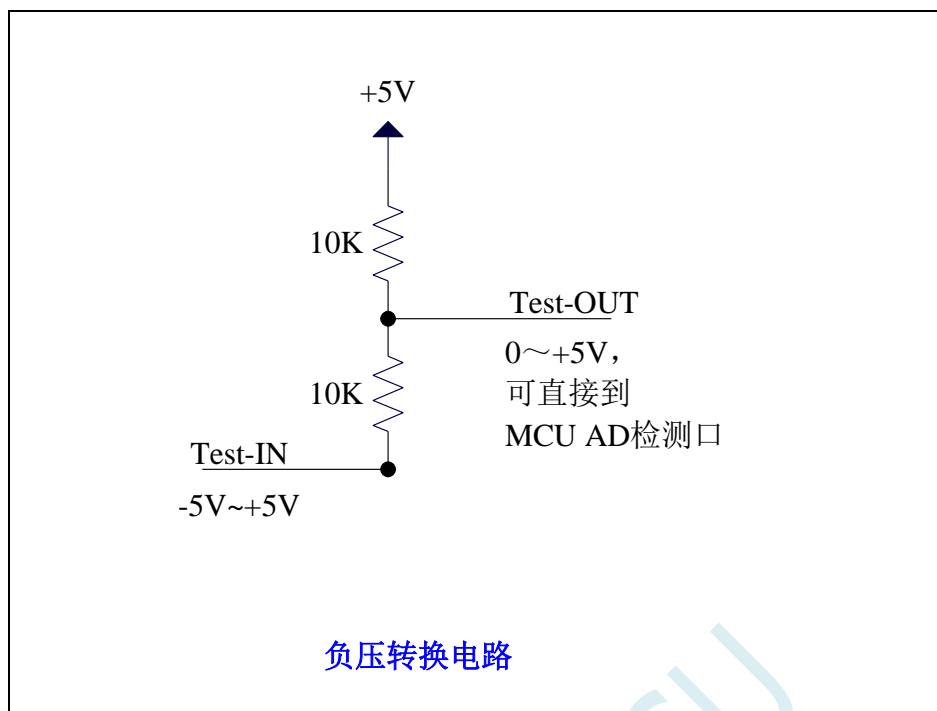 +5V
10K
Test-OUT
0～+5V，
可直接到
MCU AD检测口
10K
Test-IN
-5V~+5V
负压转换电路